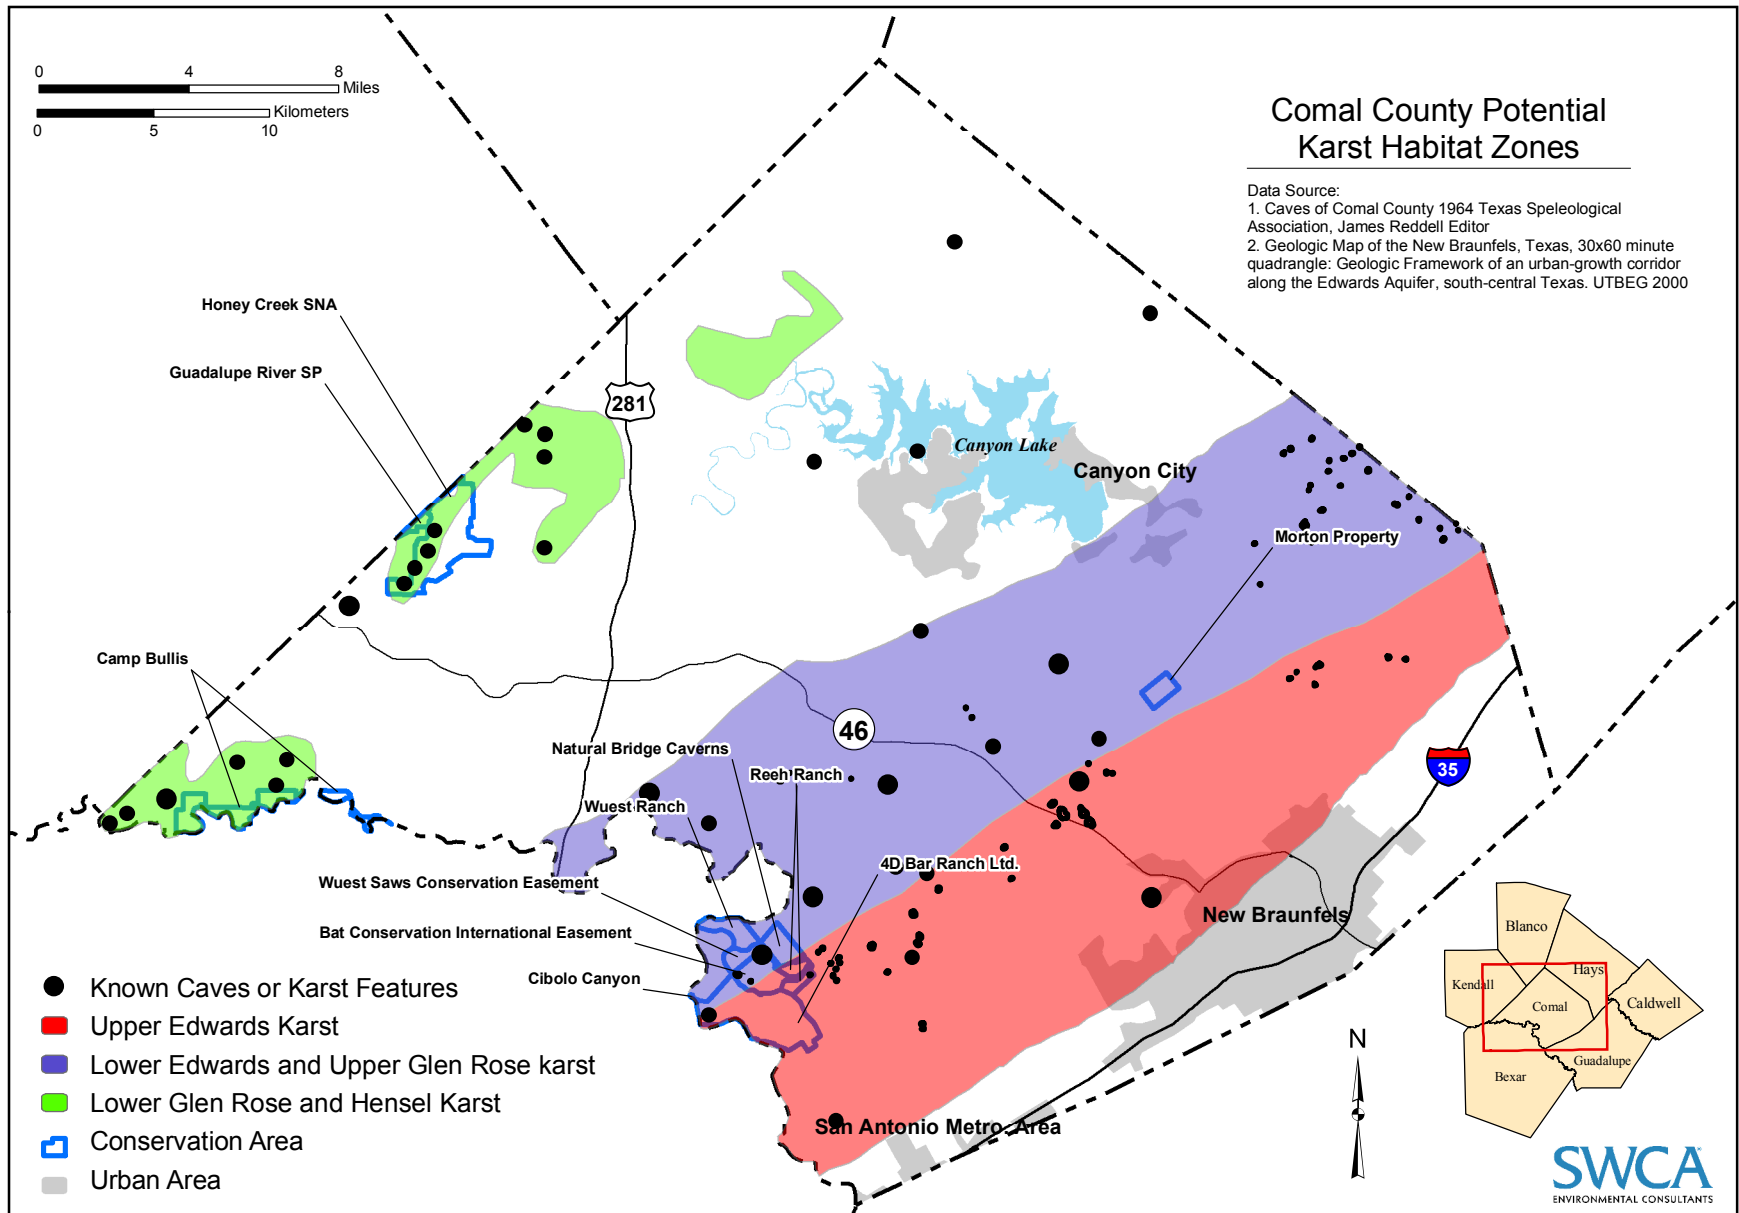 0 4 8
Miles
Kilometers
0 5 10
Comal County Potential
Karst Habitat Zones
Data Source:
1. Caves of Comal County 1964 Texas Speleological
Association, James Reddell Editor
2. Geologic Map of the New Braunfels, Texas, 30x60 minute
quadrangle: Geologic Framework of an urban-growth corridor
along the Edwards Aquifer, south-central Texas. UTBEG 2000
Honey Creek SNA
Guadalupe River SP
281
Canyon Lake
Canyon City
Morton Property
Camp Bullis
46
Natural Bridge Caverns
Reeh Ranch
35
Wuest Ranch
4D Bar Ranch Ltd.
Wuest Saws Conservation Easement
New Braunfels
Bat Conservation International Easement
Cibolo Canyon
San Antonio Metro. Area
Known Caves or Karst Features
Upper Edwards Karst
Lower Edwards and Upper Glen Rose karst
Lower Glen Rose and Hensel Karst
Conservation Area
Urban Area
N
Blanco
Hays
Kendall
Comal
Caldwell
Guadalupe
Bexar
SWCA
ENVIRONMENTAL CONSULTANTS